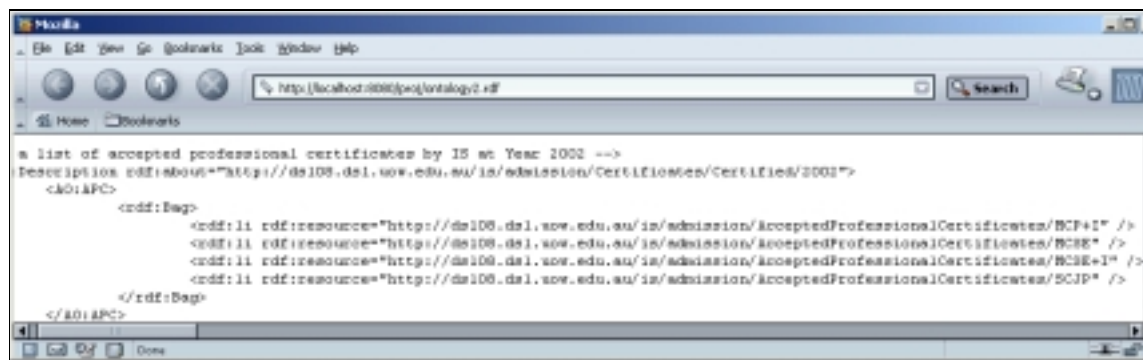 Mozilla
File Edit View Go Bookmarks Tools Window Help
http://localhost:8080/proj/ontology2.rdf Search
Home Bookmarks
a list of accepted professional certificates by IS at Year 2002 -->
:Description rdf:about="http://ds108.ds1.uow.edu.au/is/admission/Certificates/Certified/2002">
<AO:APC>
<rdf:Bag>
<rdf:li rdf:resource="http://ds108.ds1.uow.edu.au/is/admission/AcceptedProfessionalCertificates/MCP+I" />
<rdf:li rdf:resource="http://ds108.ds1.uow.edu.au/is/admission/AcceptedProfessionalCertificates/MCSE" />
<rdf:li rdf:resource="http://ds108.ds1.uow.edu.au/is/admission/AcceptedProfessionalCertificates/MCSE+I" />
<rdf:li rdf:resource="http://ds108.ds1.uow.edu.au/is/admission/AcceptedProfessionalCertificates/SCJP" />
</rdf:Bag>
</AO:APC>
Done